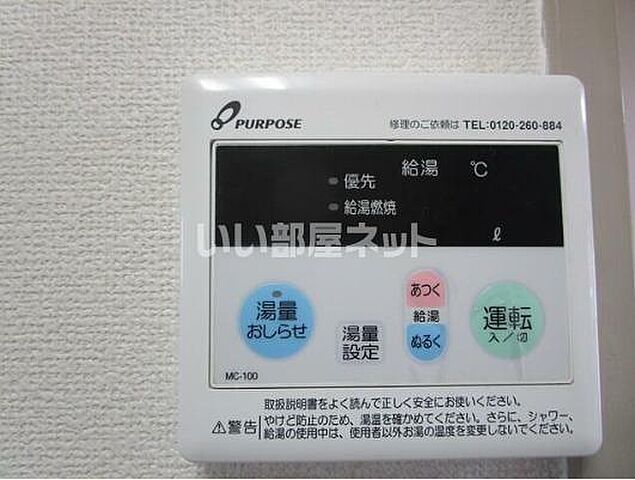 PURPOSE 修理のご依頼は TEL:0120-260-884
給湯 ℃
優先
給湯燃焼
ℓ
いい部屋ネット
湯量
おしらせ
湯量
設定
あつく
給湯
ぬるく
運転
入/切
MC-100
取扱説明書をよく読んで正しく安全にお使いください。
⚠警告 やけど防止のため、湯温を確かめてください。さらに、シャワー、
給湯の使用中は、使用者以外お湯の温度を変更しないでください。